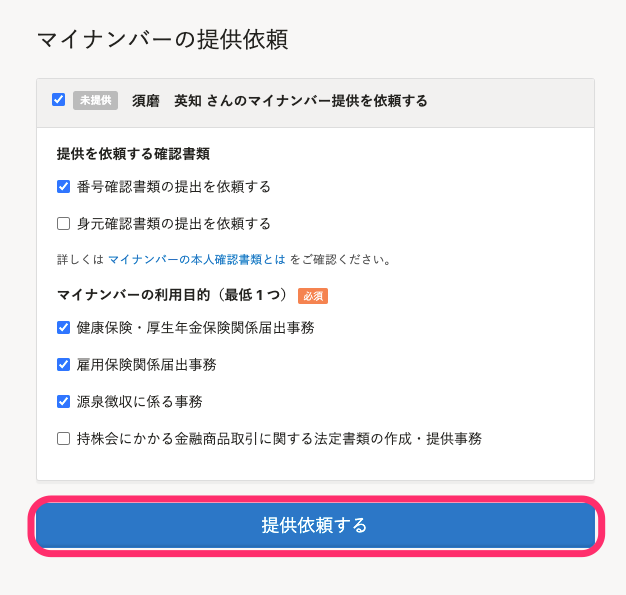 マイナンバーの提供依頼
未提供 須磨　英知 さんのマイナンバー提供を依頼する
提供を依頼する確認書類
番号確認書類の提出を依頼する
身元確認書類の提出を依頼する
詳しくは マイナンバーの本人確認書類とは をご確認ください。
マイナンバーの利用目的（最低 1 つ） 必須
健康保険・厚生年金保険関係届出事務
雇用保険関係届出事務
源泉徴収に係る事務
持株会にかかる金融商品取引に関する法定書類の作成・提供事務
提供依頼する